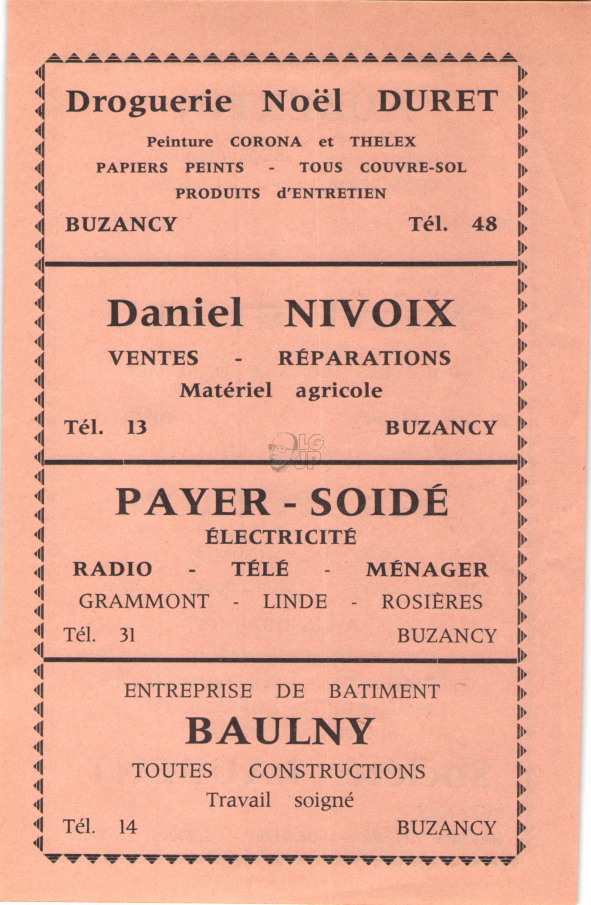 Droguerie Noël DURET
Peinture CORONA et THELEX
PAPIERS PEINTS - TOUS COUVRE-SOL
PRODUITS d'ENTRETIEN
BUZANCY Tél. 48
Daniel NIVOIX
VENTES - RÉPARATIONS
Matériel agricole
Tél. 13 BUZANCY
LG
JP
PAYER - SOIDÉ
ÉLECTRICITÉ
RADIO - TÉLÉ - MÉNAGER
GRAMMONT - LINDE - ROSIÈRES
Tél. 31 BUZANCY
ENTREPRISE DE BATIMENT
BAULNY
TOUTES CONSTRUCTIONS
Travail soigné
Tél. 14 BUZANCY